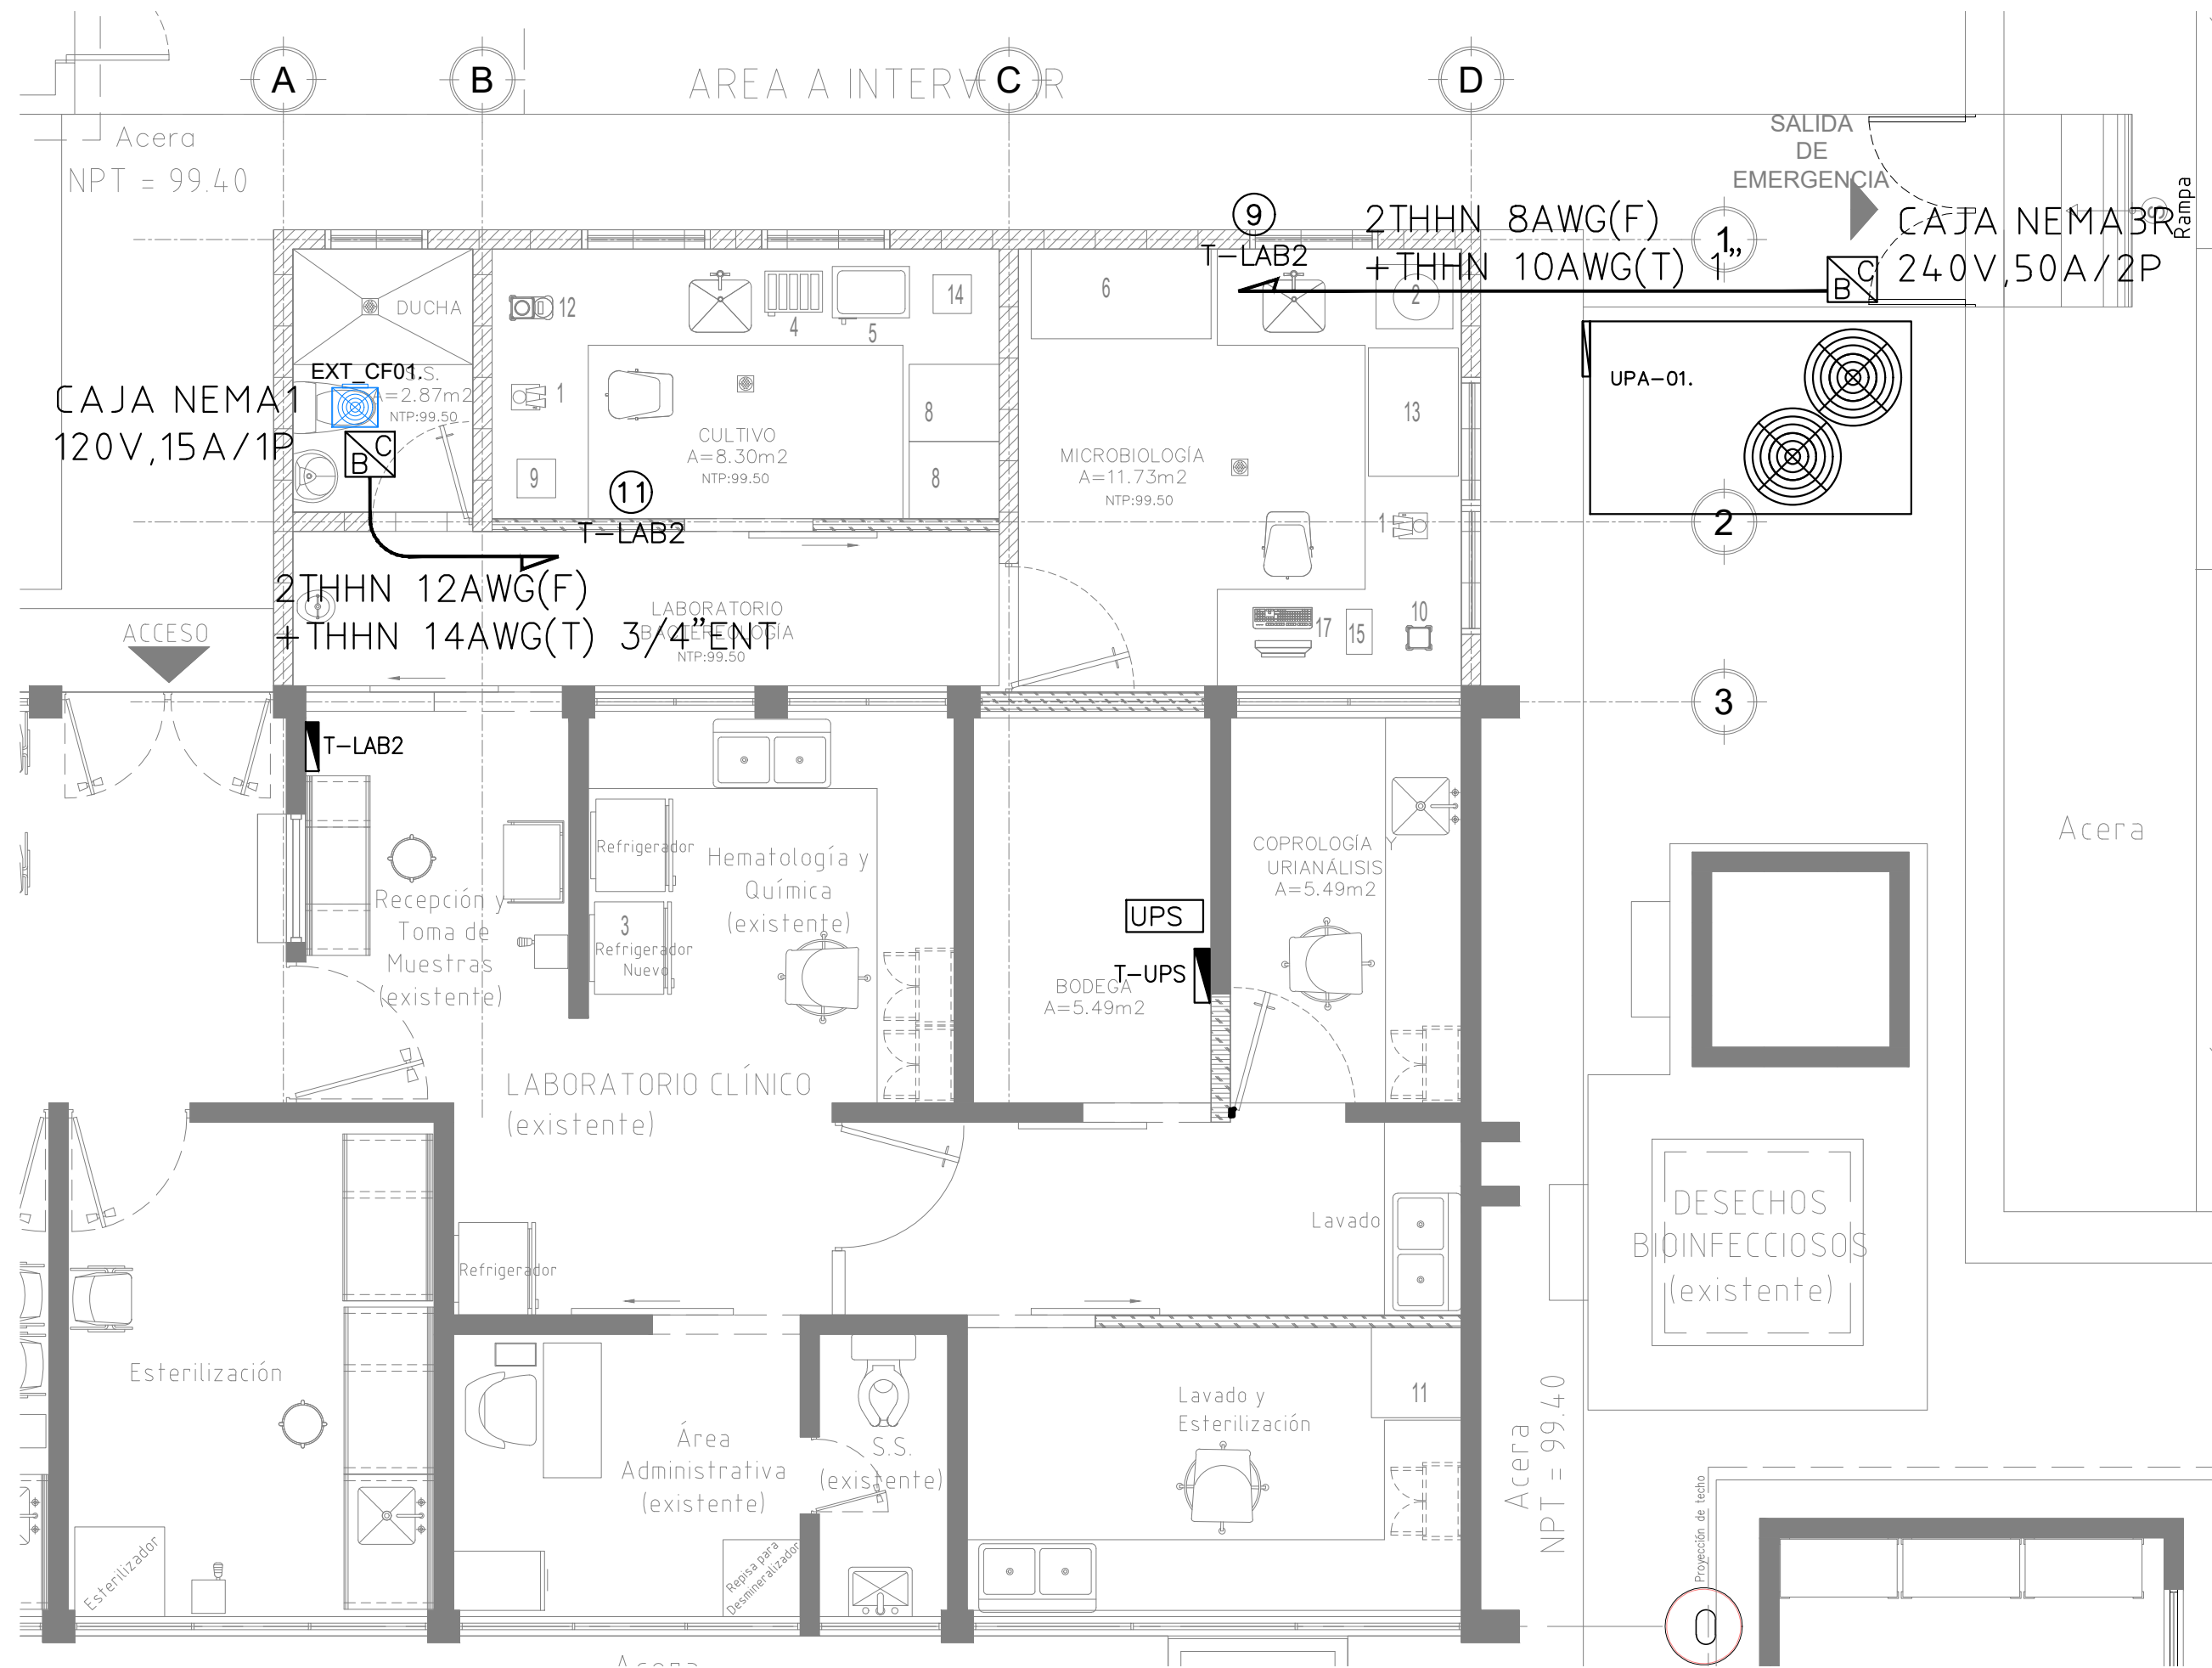 A
B
C
D
AREA A INTERVENIR
Acera
NPT = 99.40
SALIDA
DE
EMERGENCIA
Rampa
9
T-LAB2
2THHN 8AWG(F)
+THHN 10AWG(T) 1"
CAJA NEMA3R
240V,50A/2P
B C
1
2
3
UPA-01.
DUCHA
EXT_CF01.
S.S.
A=2.87m2
NTP:99.50
CAJA NEMA1
120V,15A/1P
B C
12
4
5
14
1
8
8
9
CULTIVO
A=8.30m2
NTP:99.50
11
T-LAB2
2THHN 12AWG(F)
+THHN 14AWG(T) 3/4"ENT
6
2
13
MICROBIOLOGÍA
A=11.73m2
NTP:99.50
1
10
17
15
LABORATORIO
BACTEREOLOGÍA
NTP:99.50
ACCESO
T-LAB2
Refrigerador
3
Refrigerador
Nuevo
Hematología y
Química
(existente)
Recepción y
Toma de
Muestras
(existente)
UPS
T-UPS
BODEGA
A=5.49m2
COPROLOGÍA Y
URIANÁLISIS
A=5.49m2
Acera
LABORATORIO CLÍNICO
(existente)
Lavado
DESECHOS
BIOINFECCIOSOS
(existente)
Refrigerador
Esterilización
Esterilizador
Área
Administrativa
(existente)
Repisa para
Desmineralizador
S.S.
(existente)
Lavado y
Esterilización
11
Acera
NPT = 99.40
Proyección de techo
0
Acera